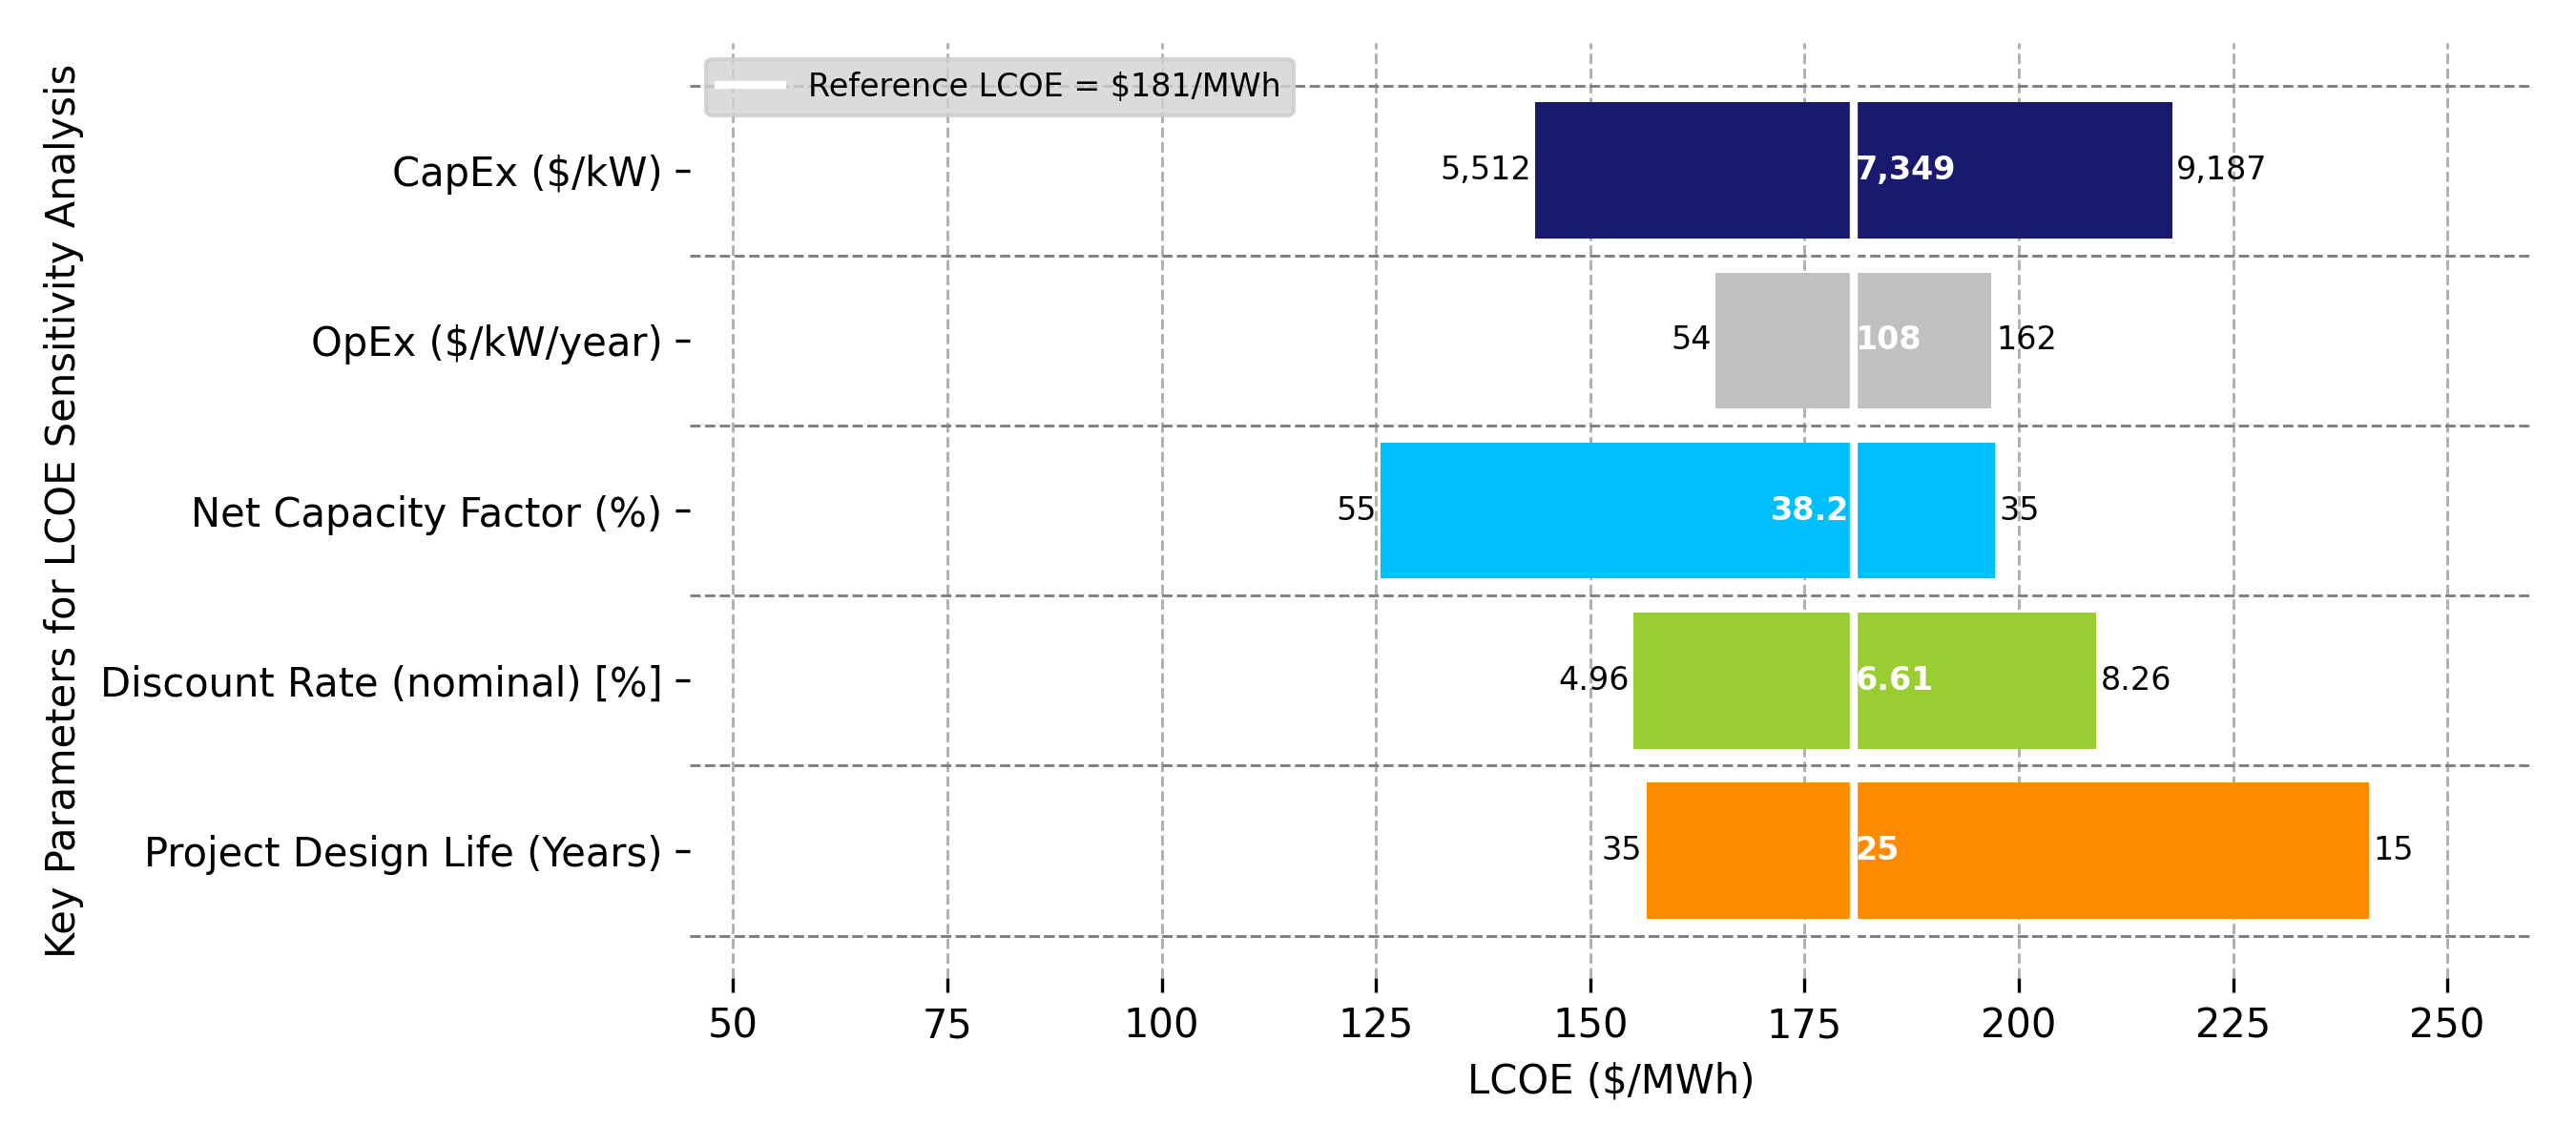 Key Parameters for LCOE Sensitivity Analysis
Reference LCOE = $181/MWh
CapEx ($/kW)
5,512
7,349
9,187
OpEx ($/kW/year)
54
108
162
Net Capacity Factor (%)
55
38.2
35
Discount Rate (nominal) [%]
4.96
6.61
8.26
Project Design Life (Years)
35
25
15
50 75 100 125 150 175 200 225 250
LCOE ($/MWh)